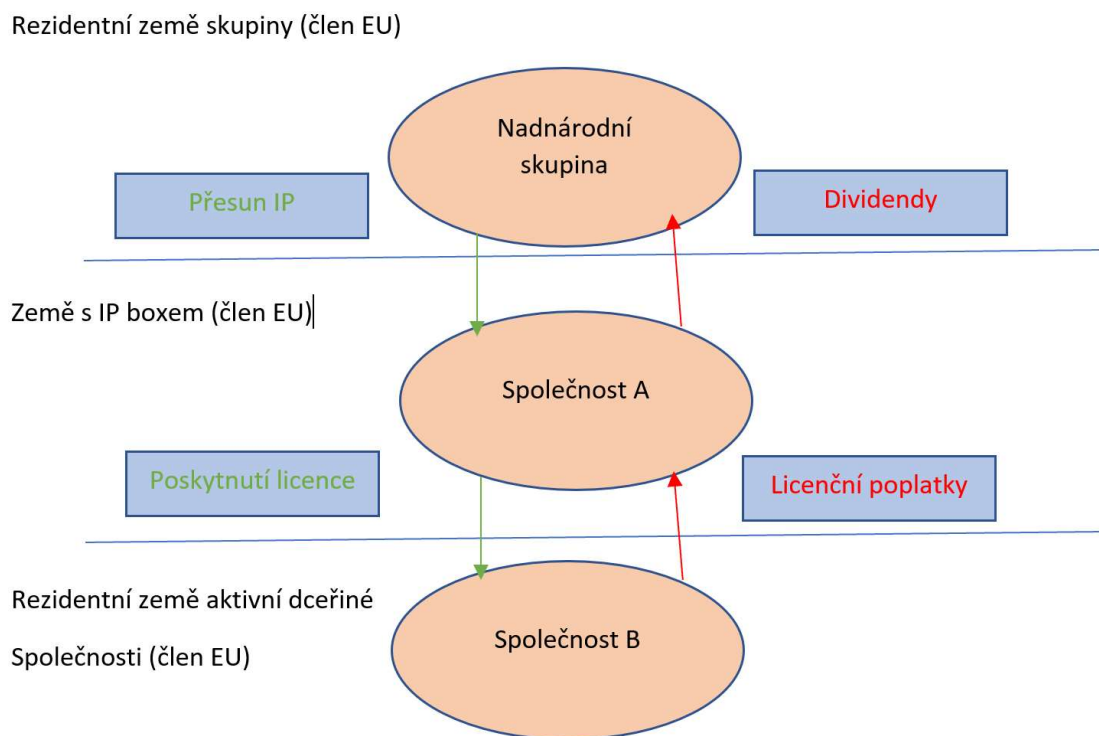 Rezidentní země skupiny (člen EU)
Nadnárodní
skupina
Přesun IP
Dividendy
Země s IP boxem (člen EU)
Společnost A
Poskytnutí licence
Licenční poplatky
Rezidentní země aktivní dceřiné
Společnosti (člen EU)
Společnost B